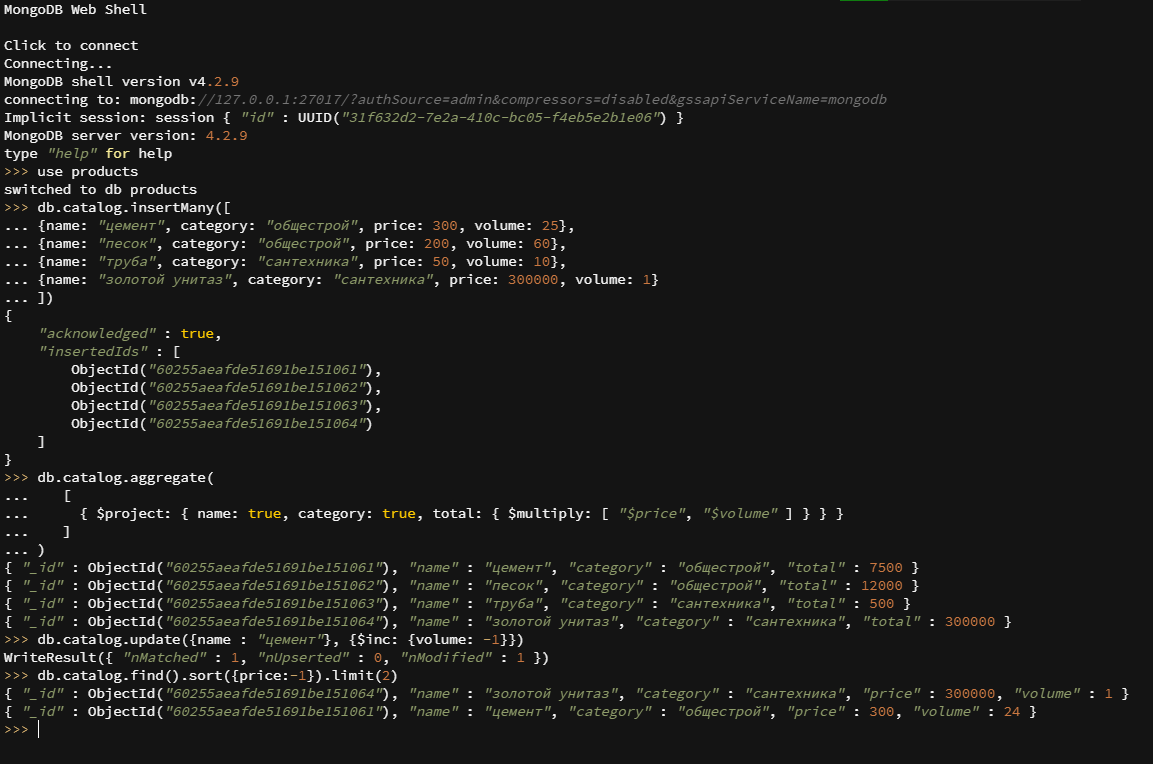 MongoDB Web Shell
Click to connect
Connecting...
MongoDB shell version v4.2.9
connecting to: mongodb://127.0.0.1:27017/?authSource=admin&compressors=disabled&gssapiServiceName=mongodb
Implicit session: session { "id" : UUID("31f632d2-7e2a-410c-bc05-f4eb5e2b1e06") }
MongoDB server version: 4.2.9
type "help" for help
>>> use products
switched to db products
>>> db.catalog.insertMany([
... {name: "цемент", category: "общестрой", price: 300, volume: 25},
... {name: "песок", category: "общестрой", price: 200, volume: 60},
... {name: "труба", category: "сантехника", price: 50, volume: 10},
... {name: "золотой унитаз", category: "сантехника", price: 300000, volume: 1}
... ])
{
    "acknowledged" : true,
    "insertedIds" : [
        ObjectId("60255aeafde51691be151061"),
        ObjectId("60255aeafde51691be151062"),
        ObjectId("60255aeafde51691be151063"),
        ObjectId("60255aeafde51691be151064")
    ]
}
>>> db.catalog.aggregate(
...    [
...      { $project: { name: true, category: true, total: { $multiply: [ "$price", "$volume" ] } } }
...    ]
... )
{ "_id" : ObjectId("60255aeafde51691be151061"), "name" : "цемент", "category" : "общестрой", "total" : 7500 }
{ "_id" : ObjectId("60255aeafde51691be151062"), "name" : "песок", "category" : "общестрой", "total" : 12000 }
{ "_id" : ObjectId("60255aeafde51691be151063"), "name" : "труба", "category" : "сантехника", "total" : 500 }
{ "_id" : ObjectId("60255aeafde51691be151064"), "name" : "золотой унитаз", "category" : "сантехника", "total" : 300000 }
>>> db.catalog.update({name : "цемент"}, {$inc: {volume: -1}})
WriteResult({ "nMatched" : 1, "nUpserted" : 0, "nModified" : 1 })
>>> db.catalog.find().sort({price:-1}).limit(2)
{ "_id" : ObjectId("60255aeafde51691be151064"), "name" : "золотой унитаз", "category" : "сантехника", "price" : 300000, "volume" : 1 }
{ "_id" : ObjectId("60255aeafde51691be151061"), "name" : "цемент", "category" : "общестрой", "price" : 300, "volume" : 24 }
>>>